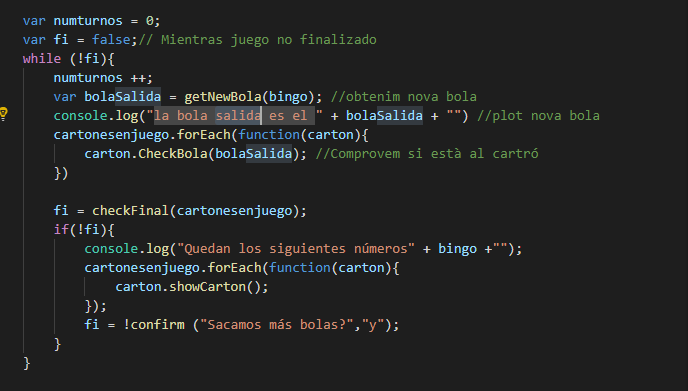 var numturnos = 0;
var fi = false;// Mientras juego no finalizado
while (!fi){
numturnos ++;
var bolaSalida = getNewBola(bingo); //obtenim nova bola
console.log("la bola salida es el " + bolaSalida + "") //plot nova bola
cartonesenjuego.forEach(function(carton){
carton.CheckBola(bolaSalida); //Comprovem si està al cartró
})
fi = checkFinal(cartonesenjuego);
if(!fi){
console.log("Quedan los siguientes números" + bingo +"");
cartonesenjuego.forEach(function(carton){
carton.showCarton();
});
fi = !confirm ("Sacamos más bolas?","y");
}
}